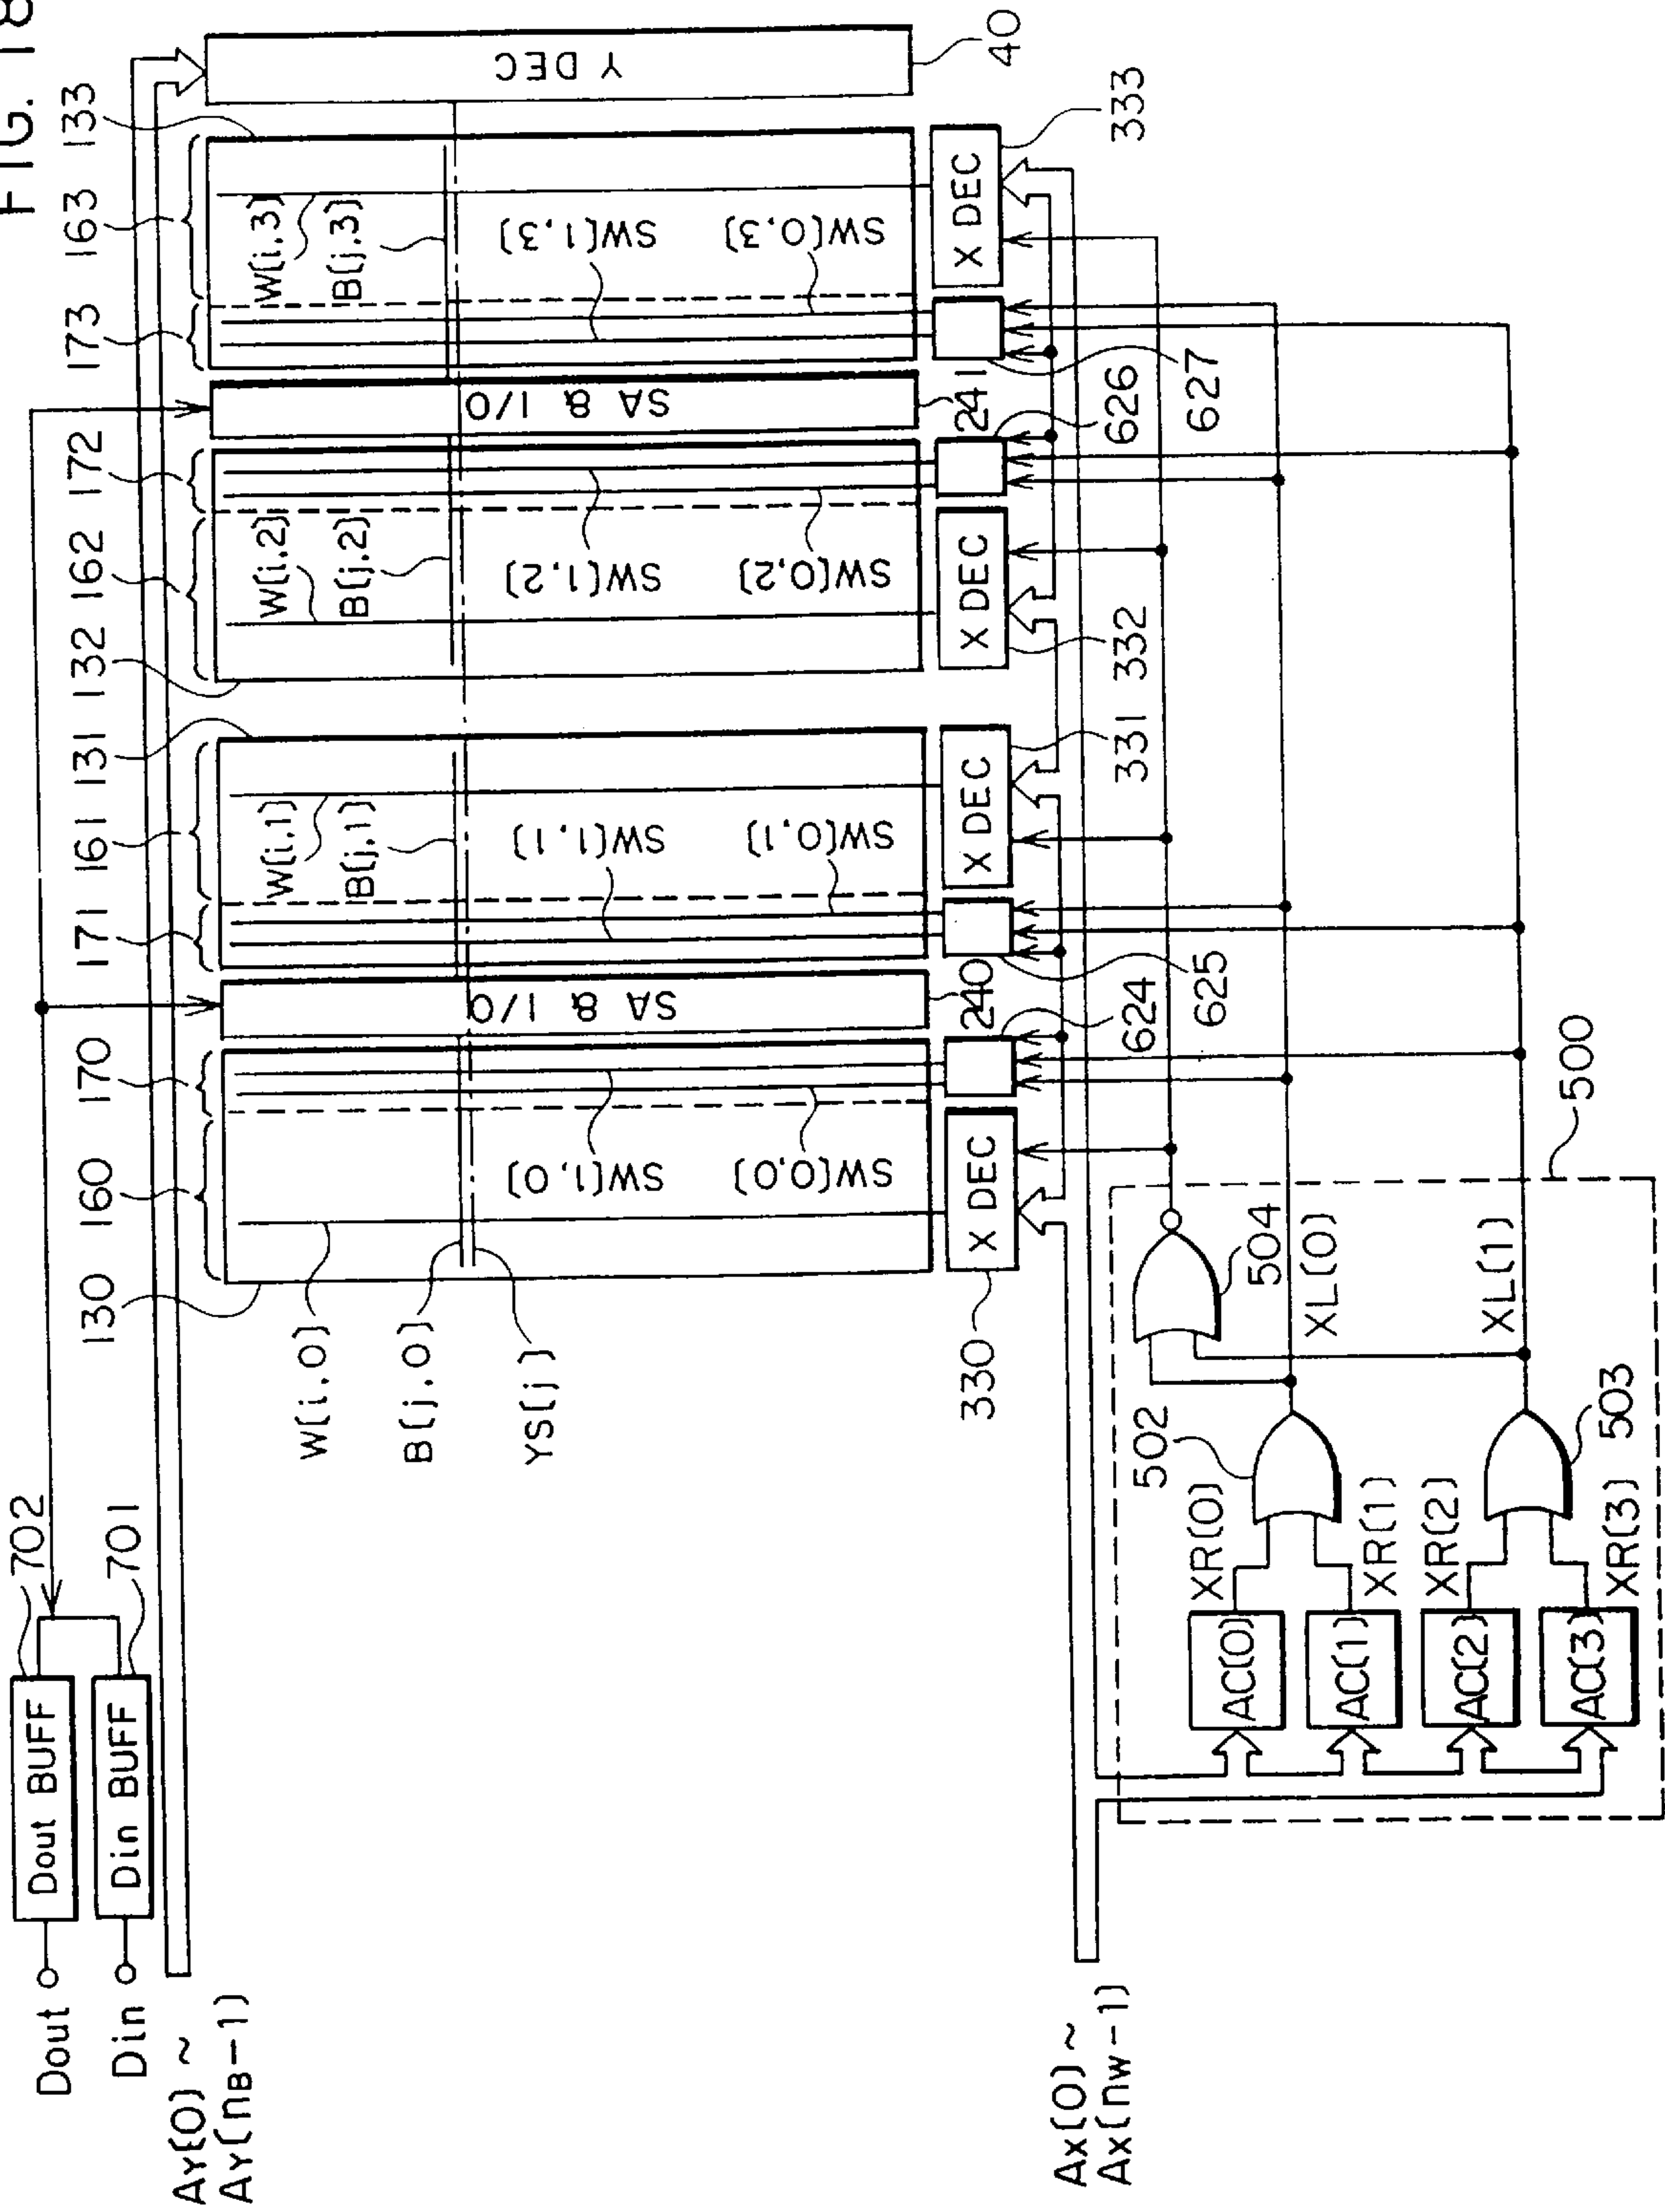 FIG. 18
Dout
Din
Dout BUFF
702
Din BUFF
701
AY[0] ~
AY[nB-1]
130
160
170
161
171
131
132
162
172
173
163
133
W[i,0]
B[j,0]
YS[j]
SW[1,0]
SW[0,0]
SA & I/O
W[i,1]
B[j,1]
SW[1,1]
SW[0,1]
W[i,2]
B[j,2]
SW[1,2]
SW[0,2]
SA & I/O
W[i,3]
B[j,3]
SW[1,3]
SW[0,3]
Y DEC
40
330
X DEC
240
624
625
X DEC
331
X DEC
332
241
626
627
X DEC
333
AX[0] ~
AX[nW-1]
500
504
502
503
XL(0)
XL(1)
XR(0)
XR(1)
XR(2)
XR(3)
AC(0)
AC(1)
AC(2)
AC(3)